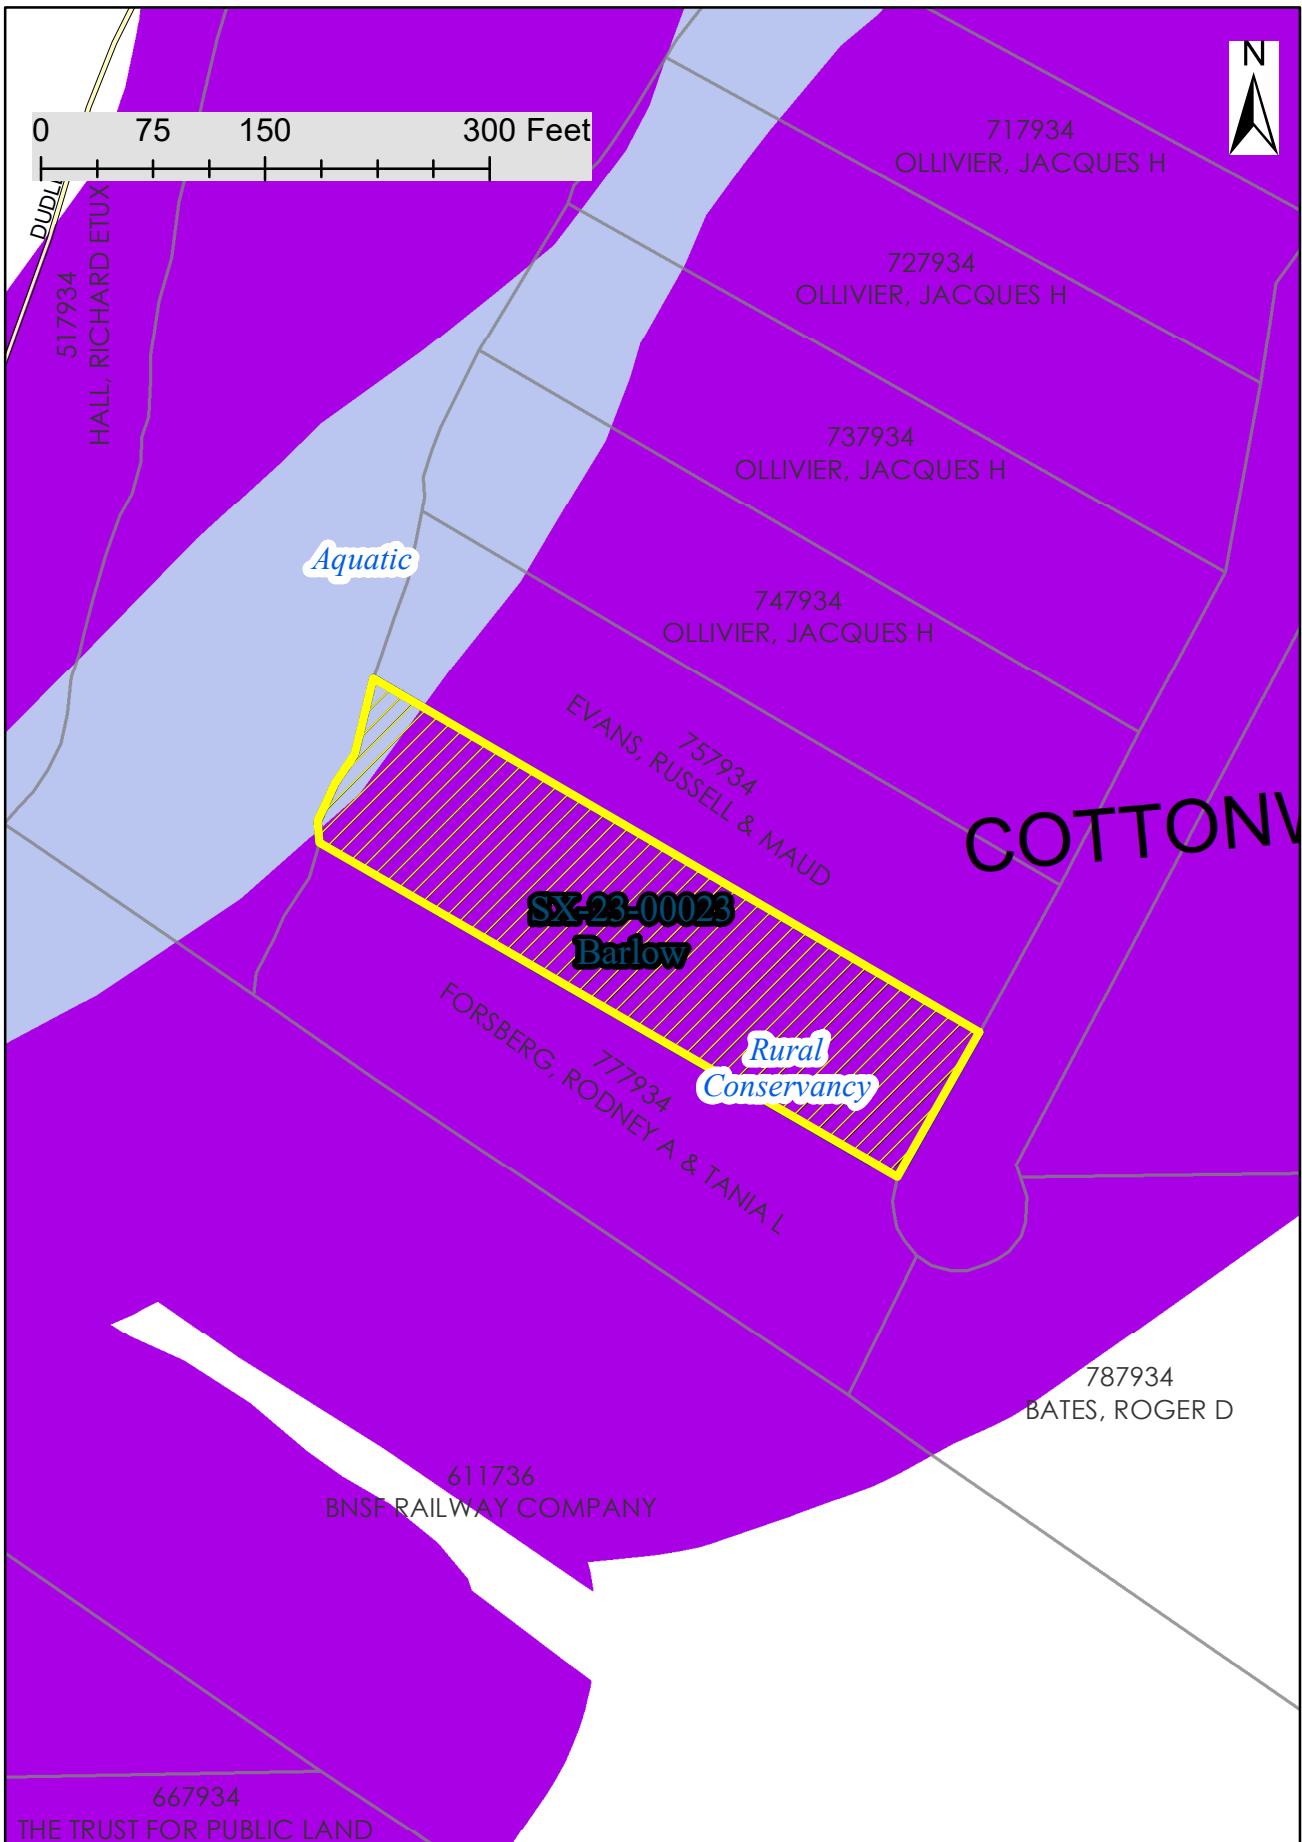 N
0 75 150 300 Feet
717934
OLLIVIER, JACQUES H
727934
OLLIVIER, JACQUES H
517934
HALL, RICHARD ETUX
737934
OLLIVIER, JACQUES H
Aquatic
747934
OLLIVIER, JACQUES H
757934
EVANS, RUSSELL & MAUD
SX-23-00023
Barlow
Rural
Conservancy
777934
FORSBERG, RODNEY A & TANIA L
787934
BATES, ROGER D
611736
BNSF RAILWAY COMPANY
667934
THE TRUST FOR PUBLIC LAND